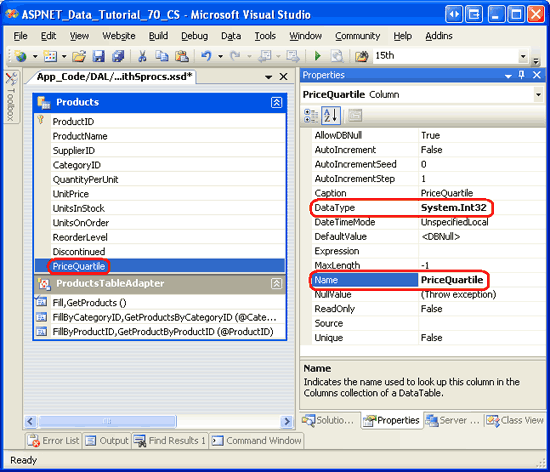 ASPNET_Data_Tutorial_70_CS - Microsoft Visual Studio
File Edit View Website Build Debug Data Tools Window Community Help Addins
15th
Toolbox
App_Code/DAL/...ithSprocs.xsd*
Products
ProductID
ProductName
SupplierID
CategoryID
QuantityPerUnit
UnitPrice
UnitsInStock
UnitsOnOrder
ReorderLevel
Discontinued
PriceQuartile
ProductsTableAdapter
Fill,GetProducts ()
FillByCategoryID,GetProductsByCategoryID (@Cate...
FillByProductID,GetProductByProductID (@ProductID)
Properties
PriceQuartile Column
AllowDBNull True
AutoIncrement False
AutoIncrementSeed 0
AutoIncrementStep 1
Caption PriceQuartile
DataType System.Int32
DateTimeMode UnspecifiedLocal
DefaultValue <DBNull>
Expression
MaxLength -1
Name PriceQuartile
NullValue (Throw exception)
ReadOnly False
Source
Unique False
Name
Indicates the name used to look up this column in the
Columns collection of a DataTable.
Solutio... Properties Server ... Class View
Error List Output Find Results 1 Command Window
Ready